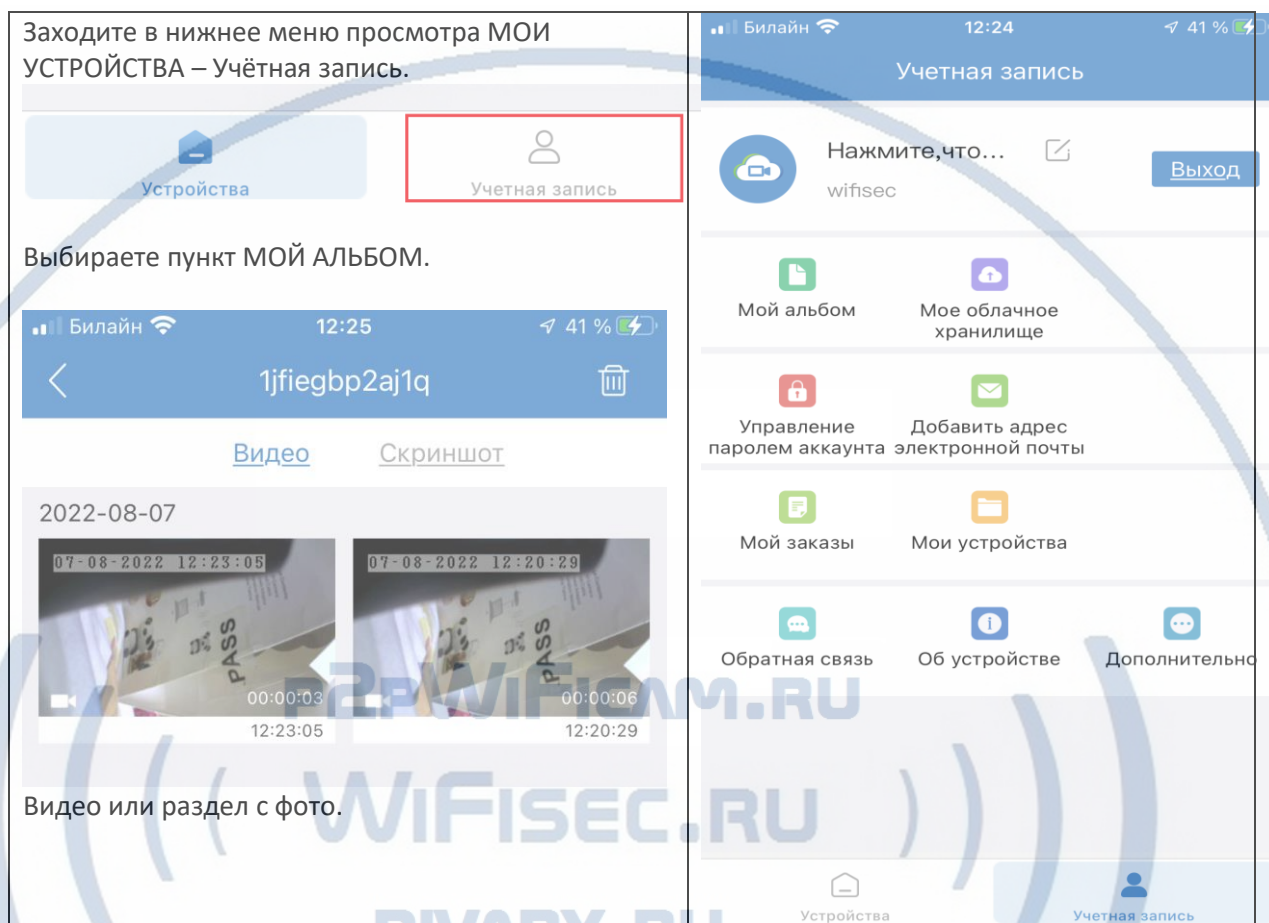 Заходите в нижнее меню просмотра МОИ
УСТРОЙСТВА – Учётная запись.
Устройства
Учетная запись
Выбираете пункт МОЙ АЛЬБОМ.
Билайн 12:25 41 %
1jfiegbp2aj1q
Видео Скриншот
2022-08-07
07-08-2022 12:23:05
PASS
00:00:03
12:23:05
07-08-2022 12:20:29
PASS
00:00:06
12:20:29
Видео или раздел с фото.
Билайн 12:24 41 %
Учетная запись
Нажмите,что...
wifisec
Выход
Мой альбом
Мое облачное
хранилище
Управление
паролем аккаунта
Добавить адрес
электронной почты
Мой заказы
Мои устройства
Обратная связь
Об устройстве
Дополнительно
Устройства
Учетная запись
P2PWIFICAM.RU
WIFISEC.RU